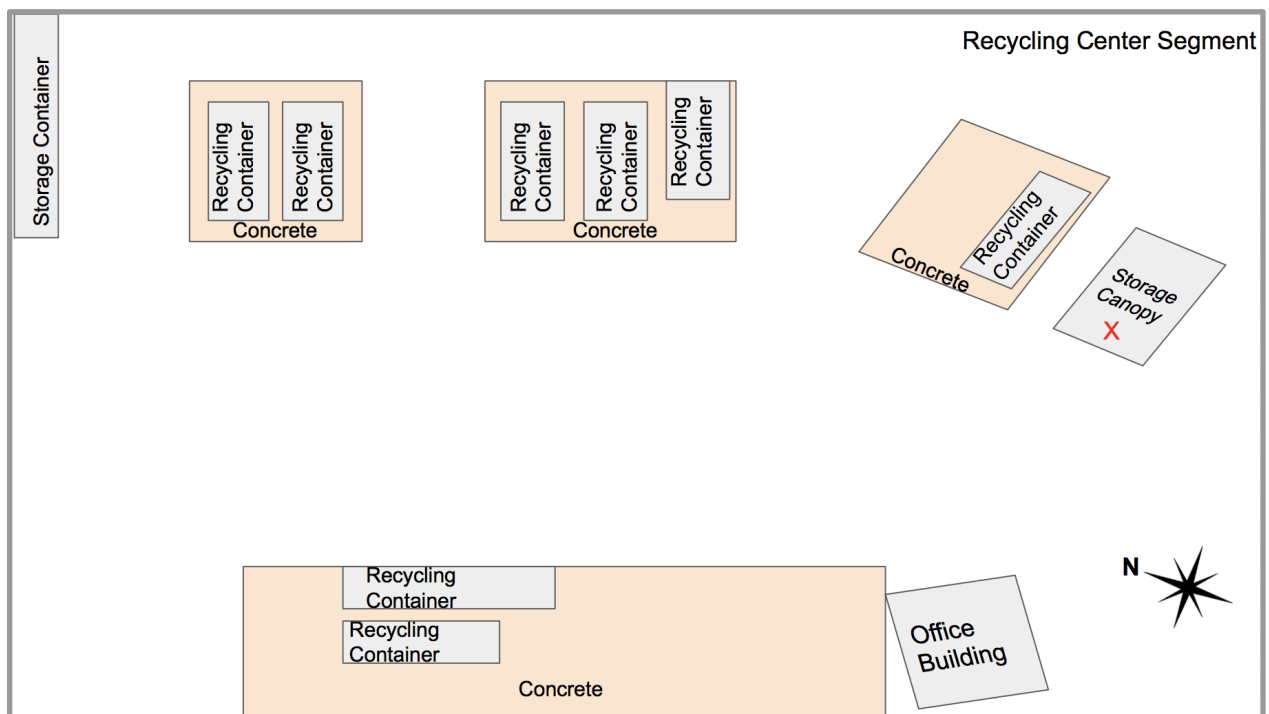 Recycling Center Segment
Storage Container
Recycling
Container
Recycling
Container
Concrete
Recycling
Container
Recycling
Container
Recycling
Container
Concrete
Recycling
Container
Concrete
Storage
Canopy
X
N
Recycling
Container
Recycling
Container
Concrete
Office
Building